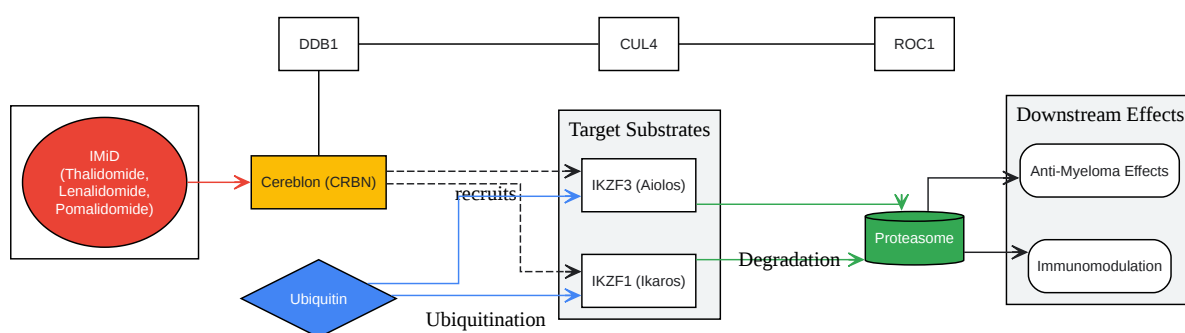 DDB1
CUL4
ROC1
IMiD
(Thalidomide,
Lenalidomide,
Pomalidomide)
Cereblon (CRBN)
recruits
Target Substrates
IKZF3 (Aiolos)
IKZF1 (Ikaros)
Ubiquitin
Ubiquitination
Degradation
Proteasome
Downstream Effects
Anti-Myeloma Effects
Immunomodulation